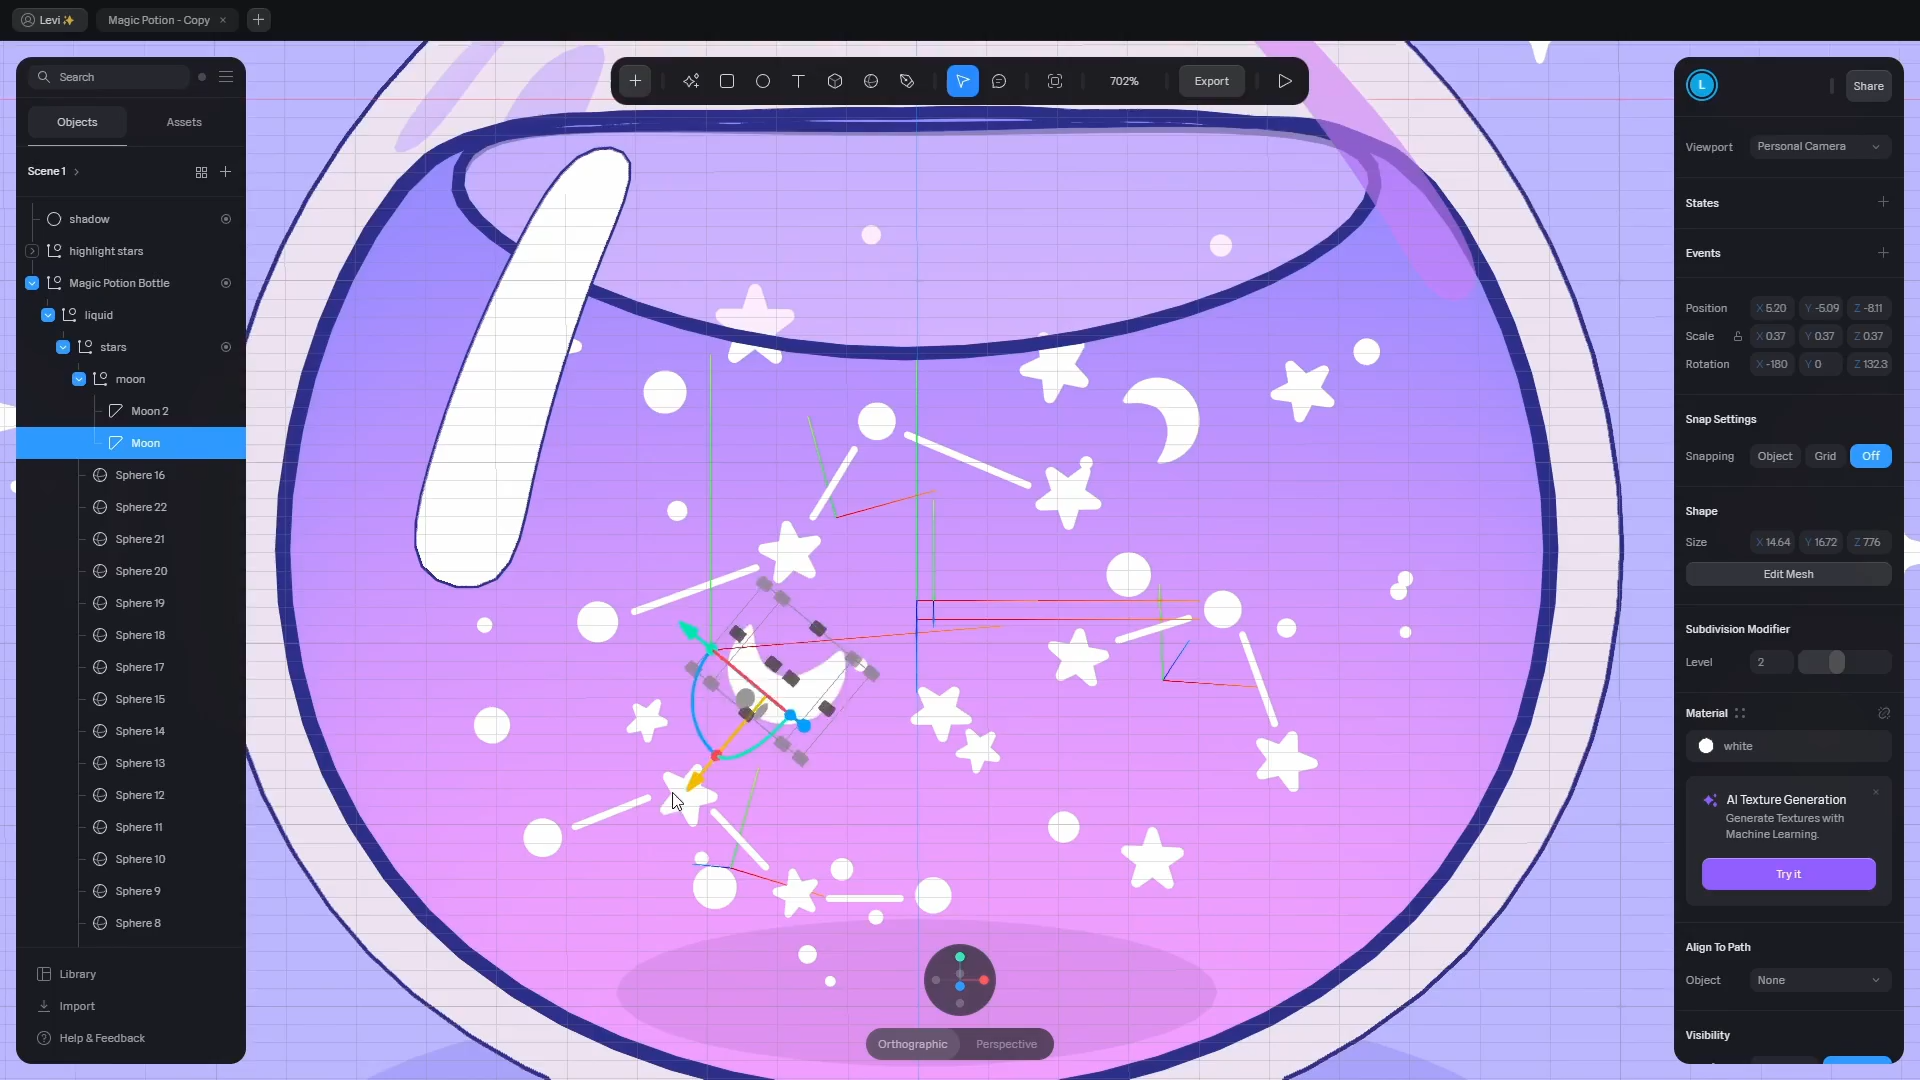 Levi✨
Magic Potion - Copy
Search
702%
Export
Share
Objects
Assets
Scene 1
shadow
highlight stars
Magic Potion Bottle
liquid
stars
moon
Moon 2
Moon
Sphere 16
Sphere 22
Sphere 21
Sphere 20
Sphere 19
Sphere 18
Sphere 17
Sphere 15
Sphere 14
Sphere 13
Sphere 12
Sphere 11
Sphere 10
Sphere 9
Sphere 8
Library
Import
Help & Feedback
Orthographic
Perspective
L
Viewport
Personal Camera
States
Events
Position
X 5.20
Y -5.09
Z -8.11
Scale
X 0.37
Y 0.37
Z 0.37
Rotation
X -180
Y 0
Z 132.3
Snap Settings
Snapping
Object
Grid
Off
Shape
Size
X 14.64
Y 16.72
Z 7.76
Edit Mesh
Subdivision Modifier
Level
2
Material
white
AI Texture Generation
Generate Textures with
Machine Learning.
Try it
Align To Path
Object
None
Visibility